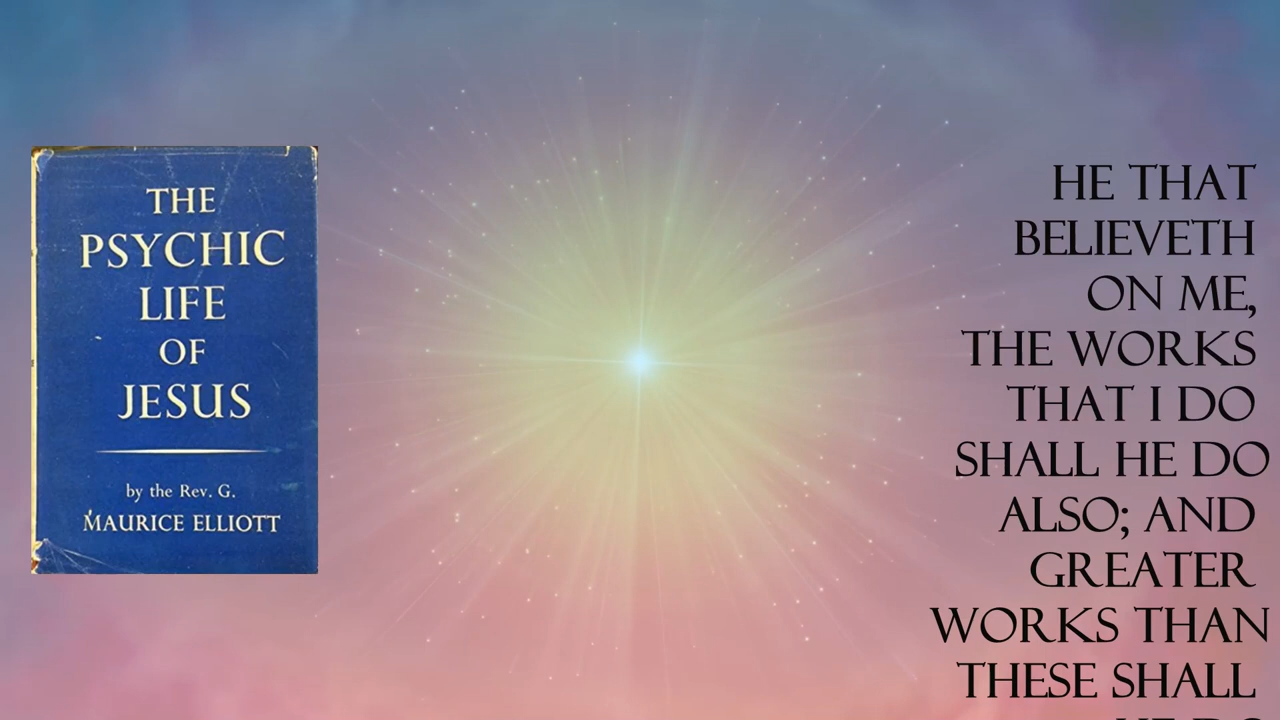 THE
PSYCHIC
LIFE
OF
JESUS
by the Rev. G.
MAURICE ELLIOTT
HE THAT
BELIEVETH
ON ME,
THE WORKS
THAT I DO
SHALL HE DO
ALSO; AND
GREATER
WORKS THAN
THESE SHALL